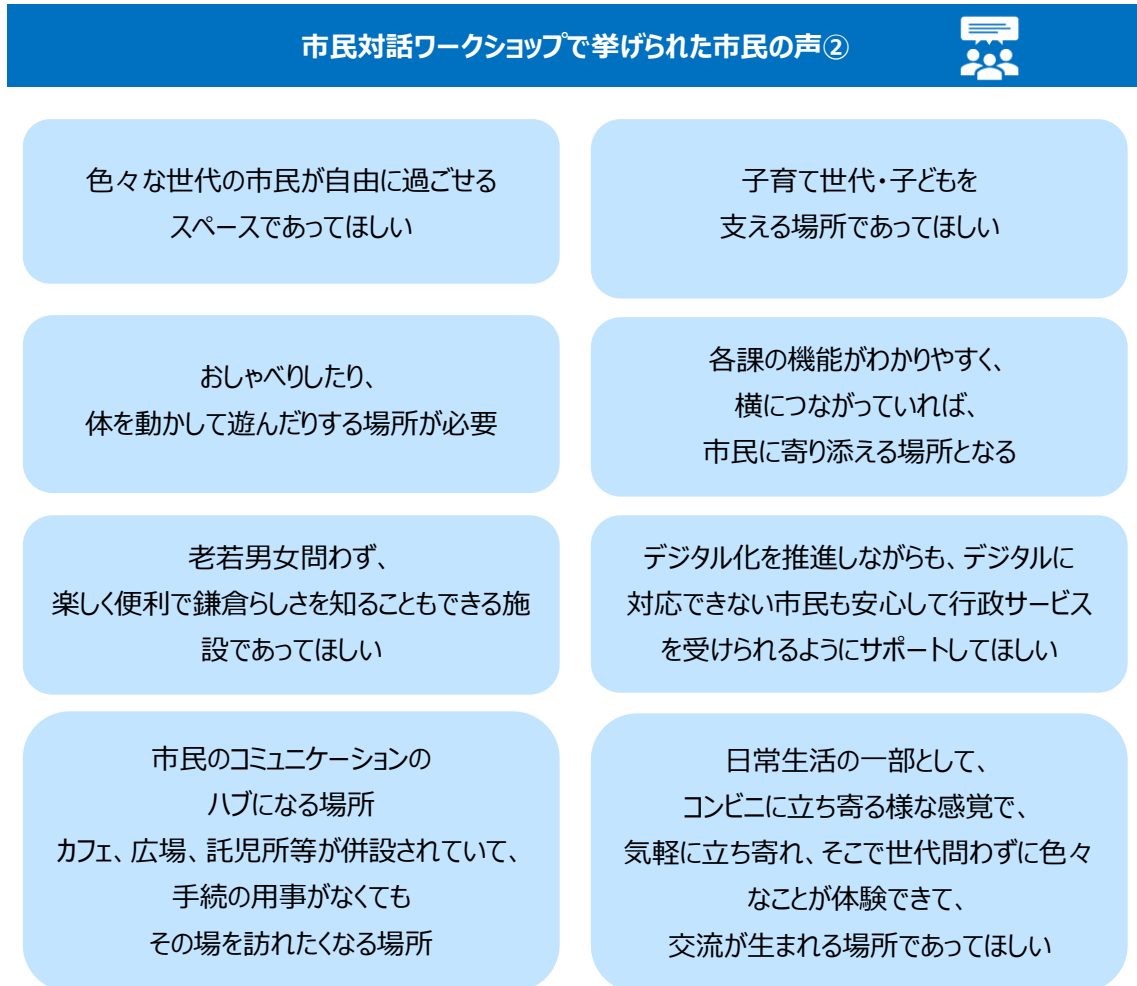 市民対話ワークショップで挙げられた市民の声②
色々な世代の市民が自由に過ごせる
スペースであってほしい
子育て世代・子どもを
支える場所であってほしい
おしゃべりしたり、
体を動かして遊んだりする場所が必要
各課の機能がわかりやすく、
横につながっていれば、
市民に寄り添える場所となる
老若男女問わず、
楽しく便利で鎌倉らしさを知ることもできる施
設であってほしい
デジタル化を推進しながらも、デジタルに
対応できない市民も安心して行政サービス
を受けられるようにサポートしてほしい
市民のコミュニケーションの
ハブになる場所
カフェ、広場、託児所等が併設されていて、
手続の用事がなくても
その場を訪れたくなる場所
日常生活の一部として、
コンビニに立ち寄る様な感覚で、
気軽に立ち寄れ、そこで世代問わずに色々
なことが体験できて、
交流が生まれる場所であってほしい